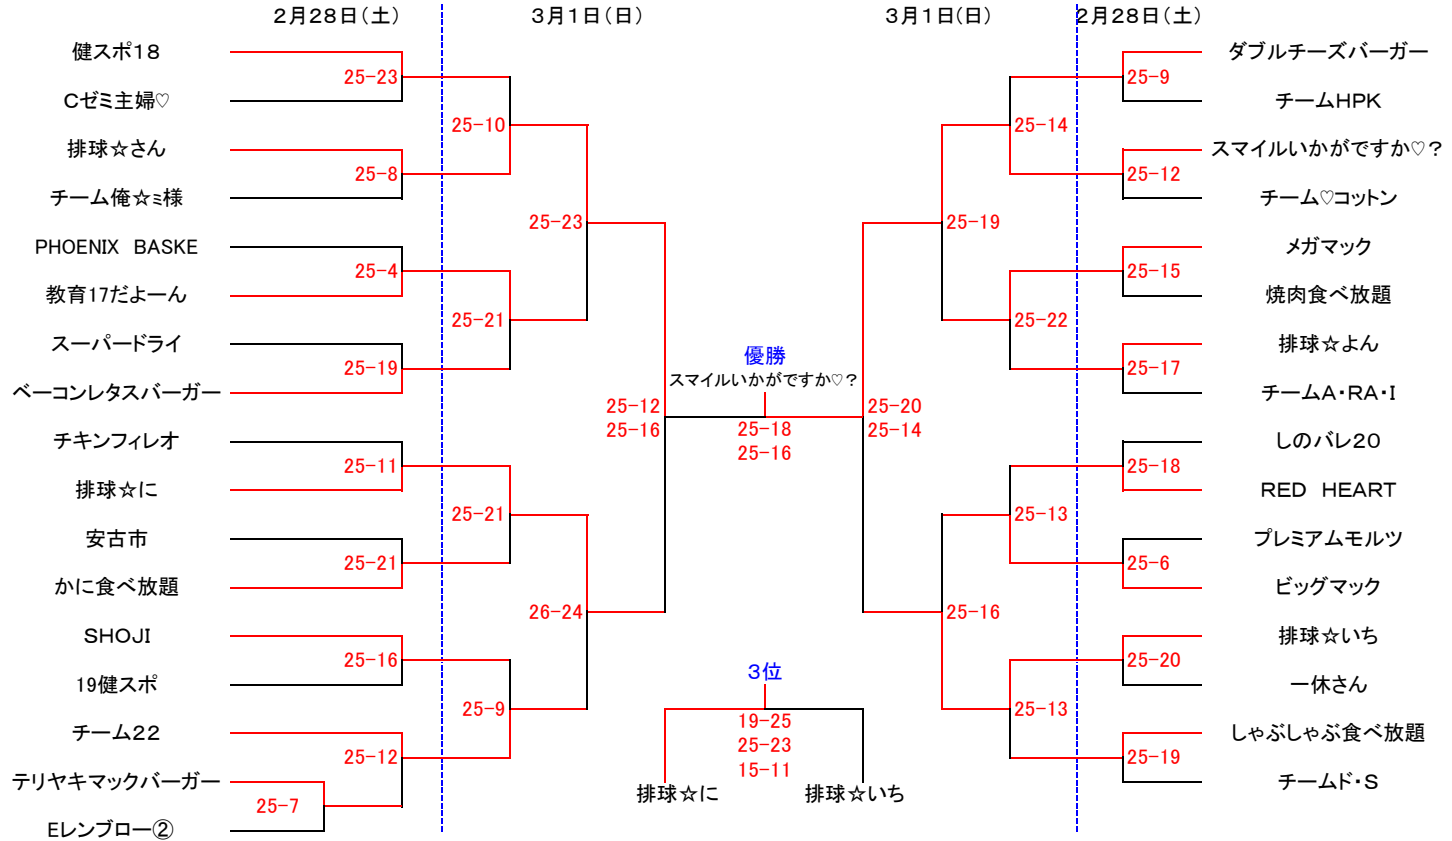 2月28日(土)
3月1日(日)
3月1日(日)
2月28日(土)
健スポ18
25-23
Cゼミ主婦♡
25-10
排球☆さん
25-8
チーム俺☆ミ様
25-23
PHOENIX BASKE
25-4
教育17だよーん
25-21
スーパードライ
25-19
ベーコンレタスバーガー
25-12
25-16
チキンフィレオ
25-11
排球☆に
25-21
安古市
25-21
かに食べ放題
26-24
SHOJI
25-16
19健スポ
25-9
チーム22
25-12
テリヤキマックバーガー
25-7
Eレンブロー②
優勝
スマイルいかがですか♡?
25-18
25-16
3位
19-25
25-23
15-11
排球☆に
排球☆いち
ダブルチーズバーガー
25-9
チームHPK
25-14
スマイルいかがですか♡?
25-12
チーム♡コットン
25-19
メガマック
25-15
焼肉食べ放題
25-22
排球☆よん
25-17
チームA・RA・I
25-20
25-14
しのバレ20
25-18
RED HEART
25-13
プレミアムモルツ
25-6
ビッグマック
25-16
排球☆いち
25-20
一休さん
25-13
しゃぶしゃぶ食べ放題
25-19
チームド・S